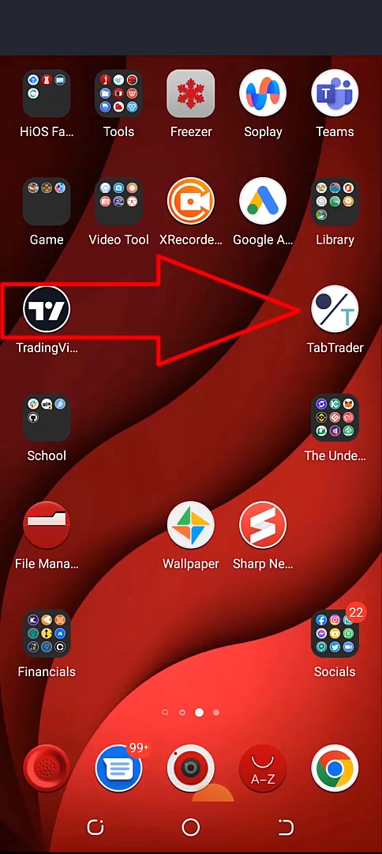 HiOS Fa...
Tools
Freezer
Soplay
Teams
Game
Video Tool
XRecorde...
Google A...
Library
TradingVi...
TabTrader
School
The Unde...
File Mana...
Wallpaper
Sharp Ne...
Financials
22
Socials
99+
A-Z